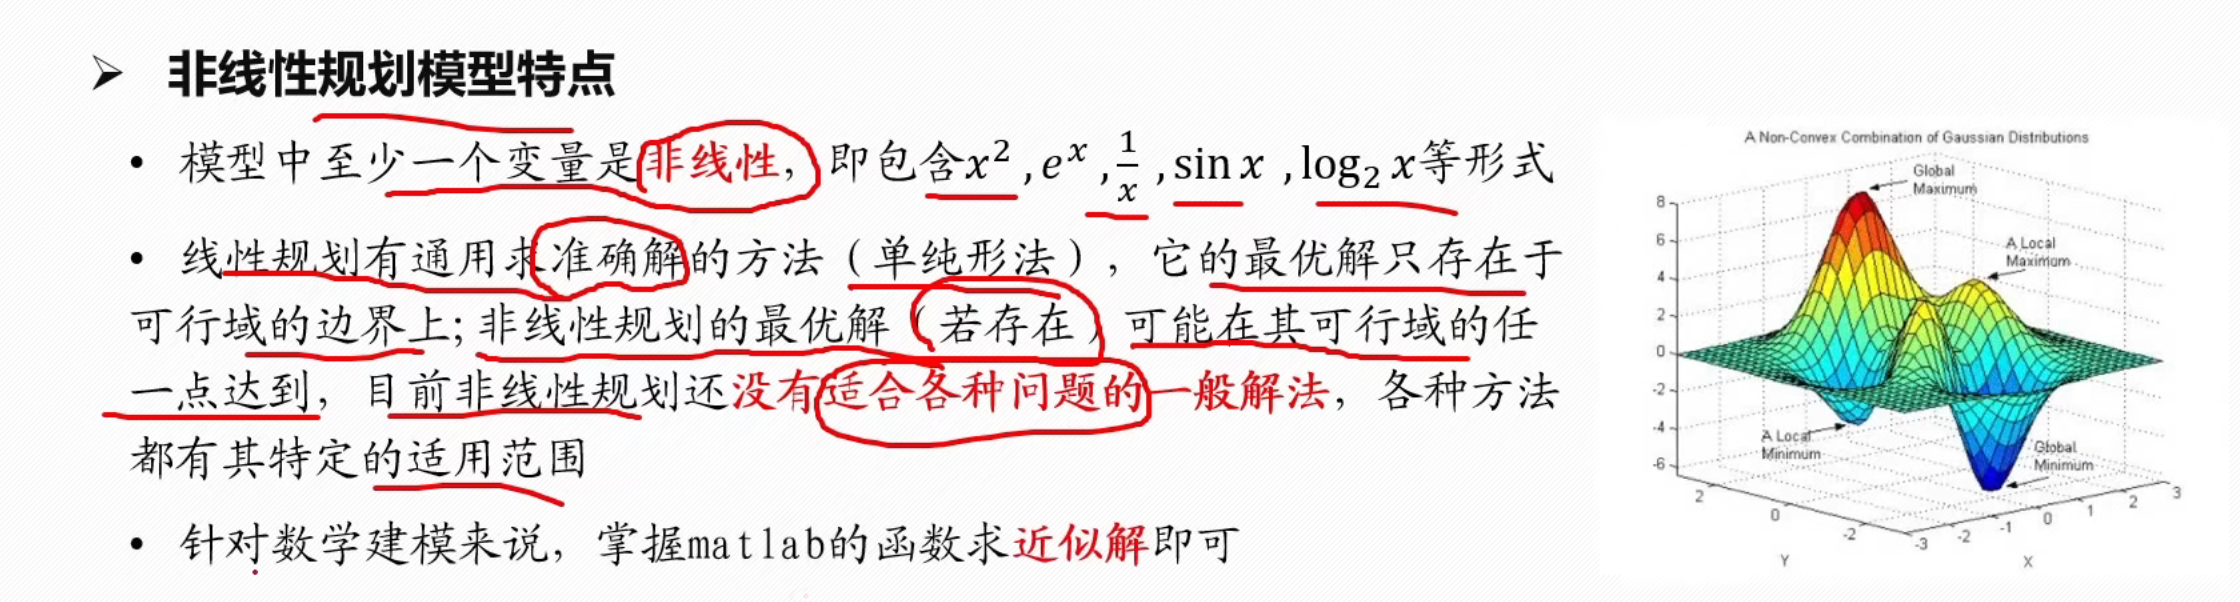 ➢ 非线性规划模型特点
• 模型中至少一个变量是非线性，即包含x², eˣ, 1/x, sin x, log₂ x等形式
• 线性规划有通用求准确解的方法（单纯形法），它的最优解只存在于
可行域的边界上;非线性规划的最优解（若存在）可能在其可行域的任
一点达到，目前非线性规划还没有适合各种问题的一般解法，各种方法
都有其特定的适用范围
• 针对数学建模来说，掌握matlab的函数求近似解即可
A Non-Convex Combination of Gaussian Distributions
Global
Maximum
A Local
Maximum
A Local
Minimum
Global
Minimum
8
6
4
2
0
-2
-4
-6
2
0
-2
Y
-3
-2
-1
0
1
2
3
X